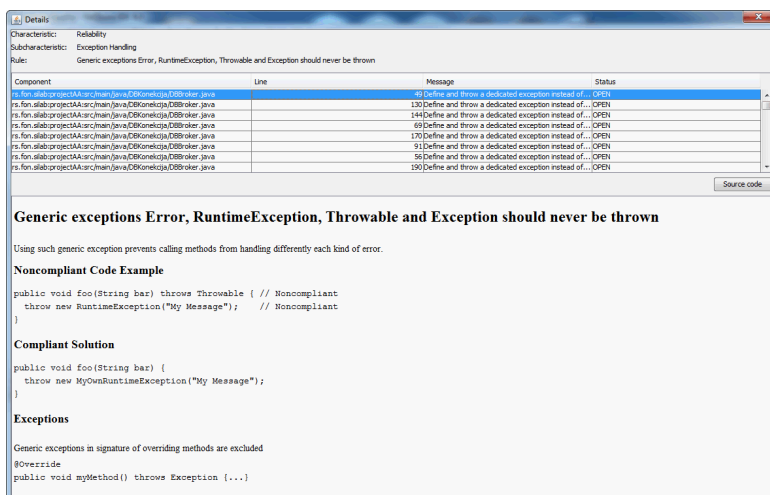 Details
Characteristic: Reliability
Subcharacteristic: Exception Handling
Rule: Generic exceptions Error, RuntimeException, Throwable and Exception should never be thrown
Component Line Message Status
rs.fon.silab:projectAA:src/main/java/DBKonekcija/DBBroker.java 49 Define and throw a dedicated exception instead of... OPEN
rs.fon.silab:projectAA:src/main/java/DBKonekcija/DBBroker.java 130 Define and throw a dedicated exception instead of... OPEN
rs.fon.silab:projectAA:src/main/java/DBKonekcija/DBBroker.java 144 Define and throw a dedicated exception instead of... OPEN
rs.fon.silab:projectAA:src/main/java/DBKonekcija/DBBroker.java 69 Define and throw a dedicated exception instead of... OPEN
rs.fon.silab:projectAA:src/main/java/DBKonekcija/DBBroker.java 170 Define and throw a dedicated exception instead of... OPEN
rs.fon.silab:projectAA:src/main/java/DBKonekcija/DBBroker.java 91 Define and throw a dedicated exception instead of... OPEN
rs.fon.silab:projectAA:src/main/java/DBKonekcija/DBBroker.java 56 Define and throw a dedicated exception instead of... OPEN
rs.fon.silab:projectAA:src/main/java/DBKonekcija/DBBroker.java 190 Define and throw a dedicated exception instead of... OPEN
Source code
Generic exceptions Error, RuntimeException, Throwable and Exception should never be thrown
Using such generic exception prevents calling methods from handling differently each kind of error.
Noncompliant Code Example
public void foo(String bar) throws Throwable { // Noncompliant
throw new RuntimeException("My Message"); // Noncompliant
}
Compliant Solution
public void foo(String bar) {
throw new MyOwnRuntimeException("My Message");
}
Exceptions
Generic exceptions in signature of overriding methods are excluded
@Override
public void myMethod() throws Exception {...}